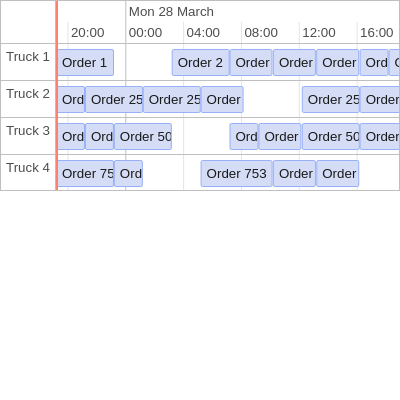 Mon 28 March
20:00 00:00 04:00 08:00 12:00 16:00
Truck 1 Order 1 Order 2 Order Order Order Ord
Truck 2 Ord Order 25 Order 25 Order Order 25 Order
Truck 3 Ord Ord Order 50 Ord Order Order 50 Order
Truck 4 Order 75 Ord Order 753 Order Order